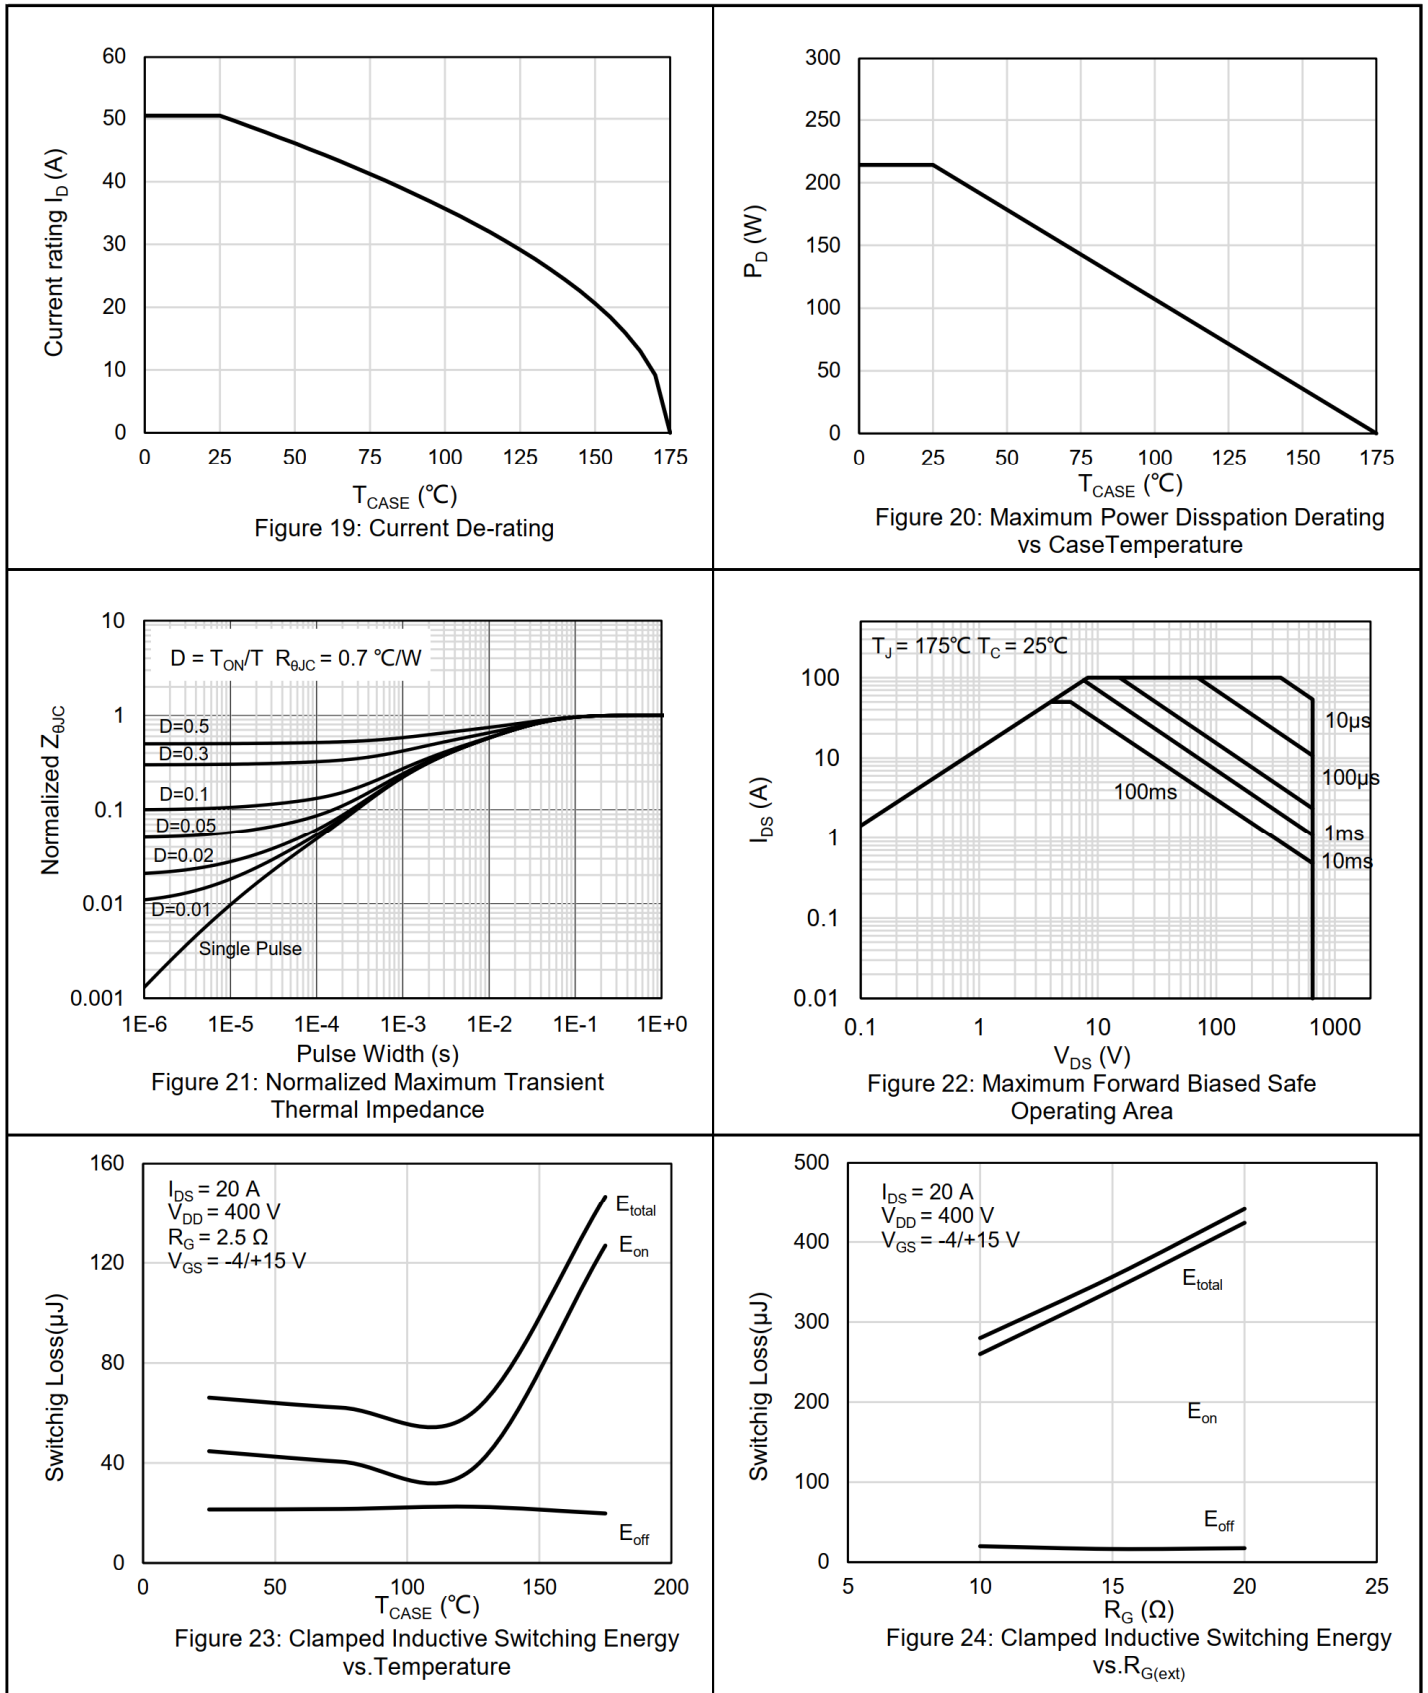 60
50
40
30
20
10
0
0 25 50 75 100 125 150 175
Current rating I_D (A)
T_CASE (℃)
Figure 19: Current De-rating
300
250
200
150
100
50
0
0 25 50 75 100 125 150 175
P_D (W)
T_CASE (℃)
Figure 20: Maximum Power Disspation Derating
vs CaseTemperature
10
1
0.1
0.01
0.001
D = T_ON/T R_θJC = 0.7 ℃/W
D=0.5
D=0.3
D=0.1
D=0.05
D=0.02
D=0.01
Single Pulse
Normalized Z_θJC
1E-6 1E-5 1E-4 1E-3 1E-2 1E-1 1E+0
Pulse Width (s)
Figure 21: Normalized Maximum Transient
Thermal Impedance
T_J = 175℃ T_C = 25℃
100
10
1
0.1
0.01
10µs
100µs
100ms
1ms
10ms
I_DS (A)
0.1 1 10 100 1000
V_DS (V)
Figure 22: Maximum Forward Biased Safe
Operating Area
160
120
80
40
0
I_DS = 20 A
V_DD = 400 V
R_G = 2.5 Ω
V_GS = -4/+15 V
E_total
E_on
E_off
Switchig Loss(µJ)
0 50 100 150 200
T_CASE (℃)
Figure 23: Clamped Inductive Switching Energy
vs.Temperature
500
400
300
200
100
0
I_DS = 20 A
V_DD = 400 V
V_GS = -4/+15 V
E_total
E_on
E_off
Switchig Loss(µJ)
5 10 15 20 25
R_G (Ω)
Figure 24: Clamped Inductive Switching Energy
vs.R_G(ext)